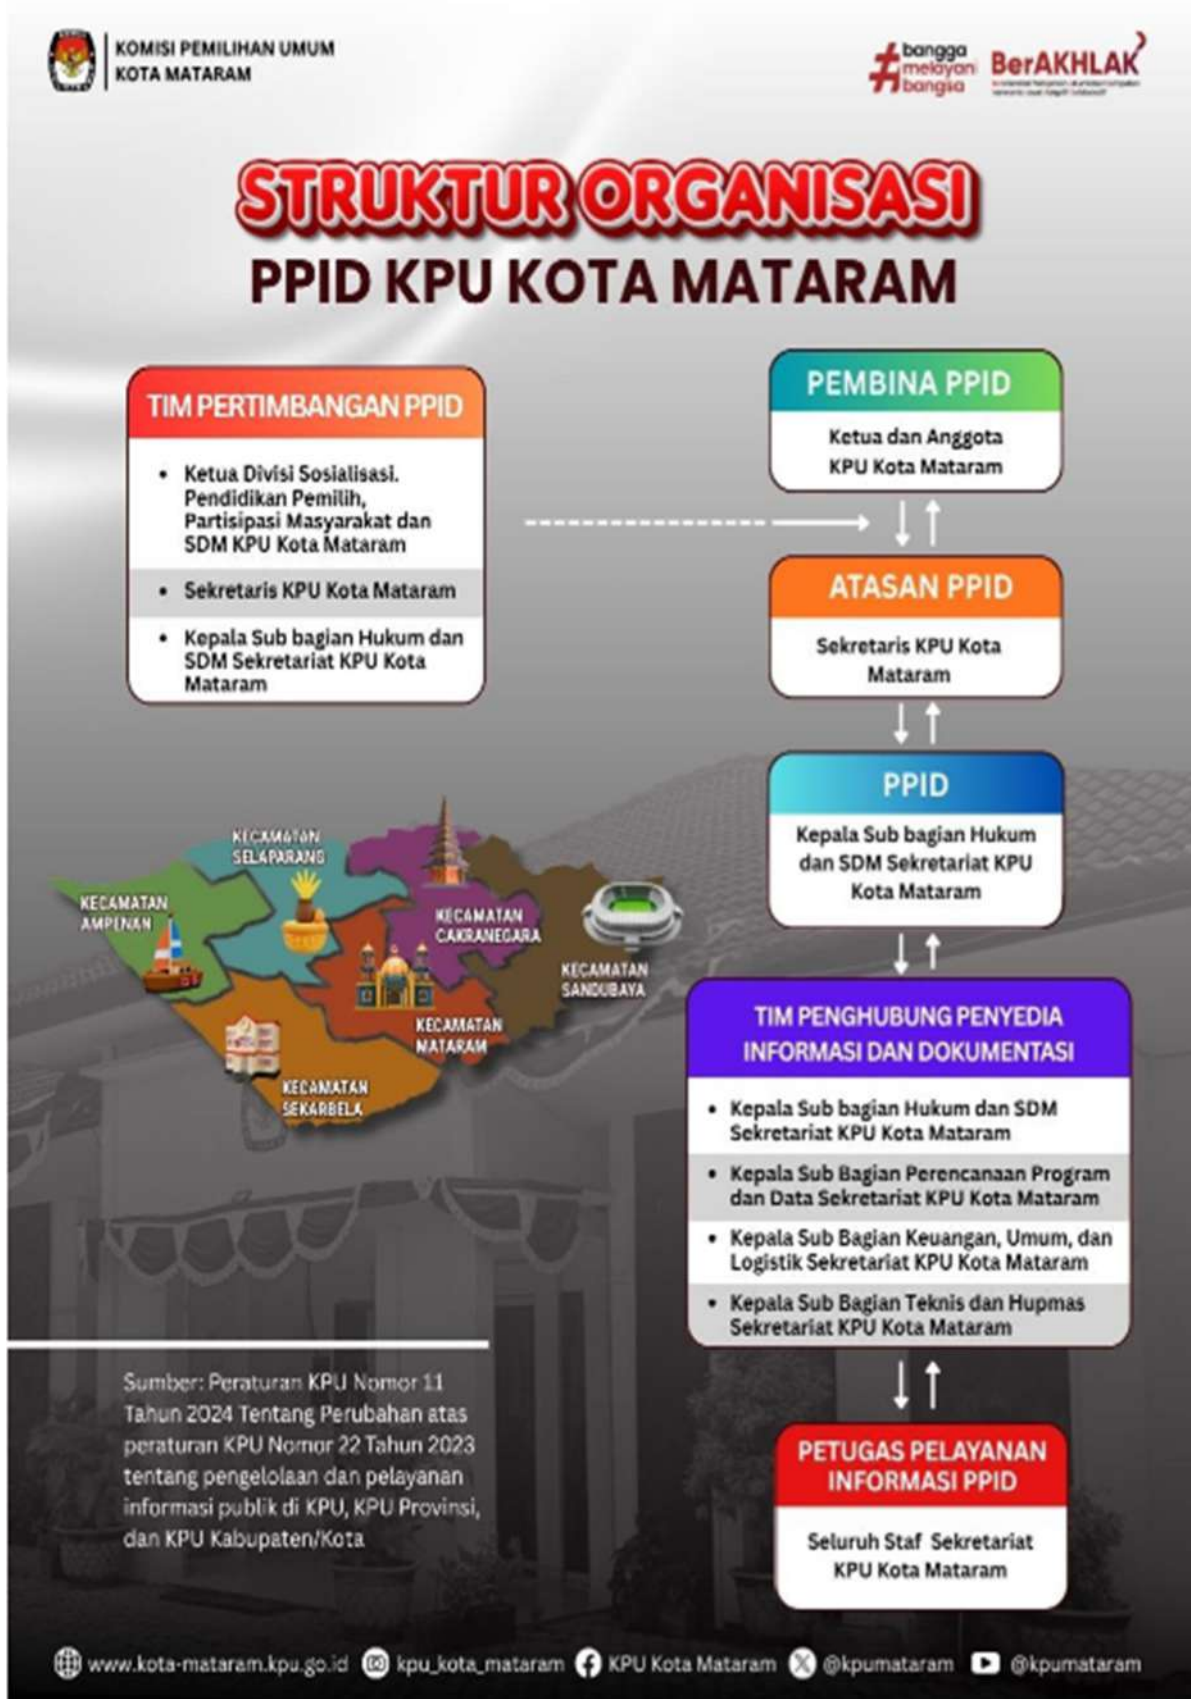 KOMISI PEMILIHAN UMUM
KOTA MATARAM
#bangga
melayani
bangsa
BerAKHLAK
STRUKTUR ORGANISASI
PPID KPU KOTA MATARAM
TIM PERTIMBANGAN PPID
• Ketua Divisi Sosialisasi.
Pendidikan Pemilih,
Partisipasi Masyarakat dan
SDM KPU Kota Mataram
• Sekretaris KPU Kota Mataram
• Kepala Sub bagian Hukum dan
SDM Sekretariat KPU Kota
Mataram
PEMBINA PPID
Ketua dan Anggota
KPU Kota Mataram
ATASAN PPID
Sekretaris KPU Kota
Mataram
PPID
Kepala Sub bagian Hukum
dan SDM Sekretariat KPU
Kota Mataram
KECAMATAN
SELAPARANG
KECAMATAN
AMPENAN
KECAMATAN
CAKRANEGARA
KECAMATAN
SANDUBAYA
KECAMATAN
MATARAM
KECAMATAN
SEKARBELA
TIM PENGHUBUNG PENYEDIA
INFORMASI DAN DOKUMENTASI
• Kepala Sub bagian Hukum dan SDM
Sekretariat KPU Kota Mataram
• Kepala Sub Bagian Perencanaan Program
dan Data Sekretariat KPU Kota Mataram
• Kepala Sub Bagian Keuangan, Umum, dan
Logistik Sekretariat KPU Kota Mataram
• Kepala Sub Bagian Teknis dan Hupmas
Sekretariat KPU Kota Mataram
PETUGAS PELAYANAN
INFORMASI PPID
Seluruh Staf Sekretariat
KPU Kota Mataram
Sumber: Peraturan KPU Nomor 11
Tahun 2024 Tentang Perubahan atas
peraturan KPU Nomor 22 Tahun 2023
tentang pengelolaan dan pelayanan
informasi publik di KPU, KPU Provinsi,
dan KPU Kabupaten/Kota
www.kota-mataram.kpu.go.id kpu_kota_mataram KPU Kota Mataram @kpumataram @kpumataram